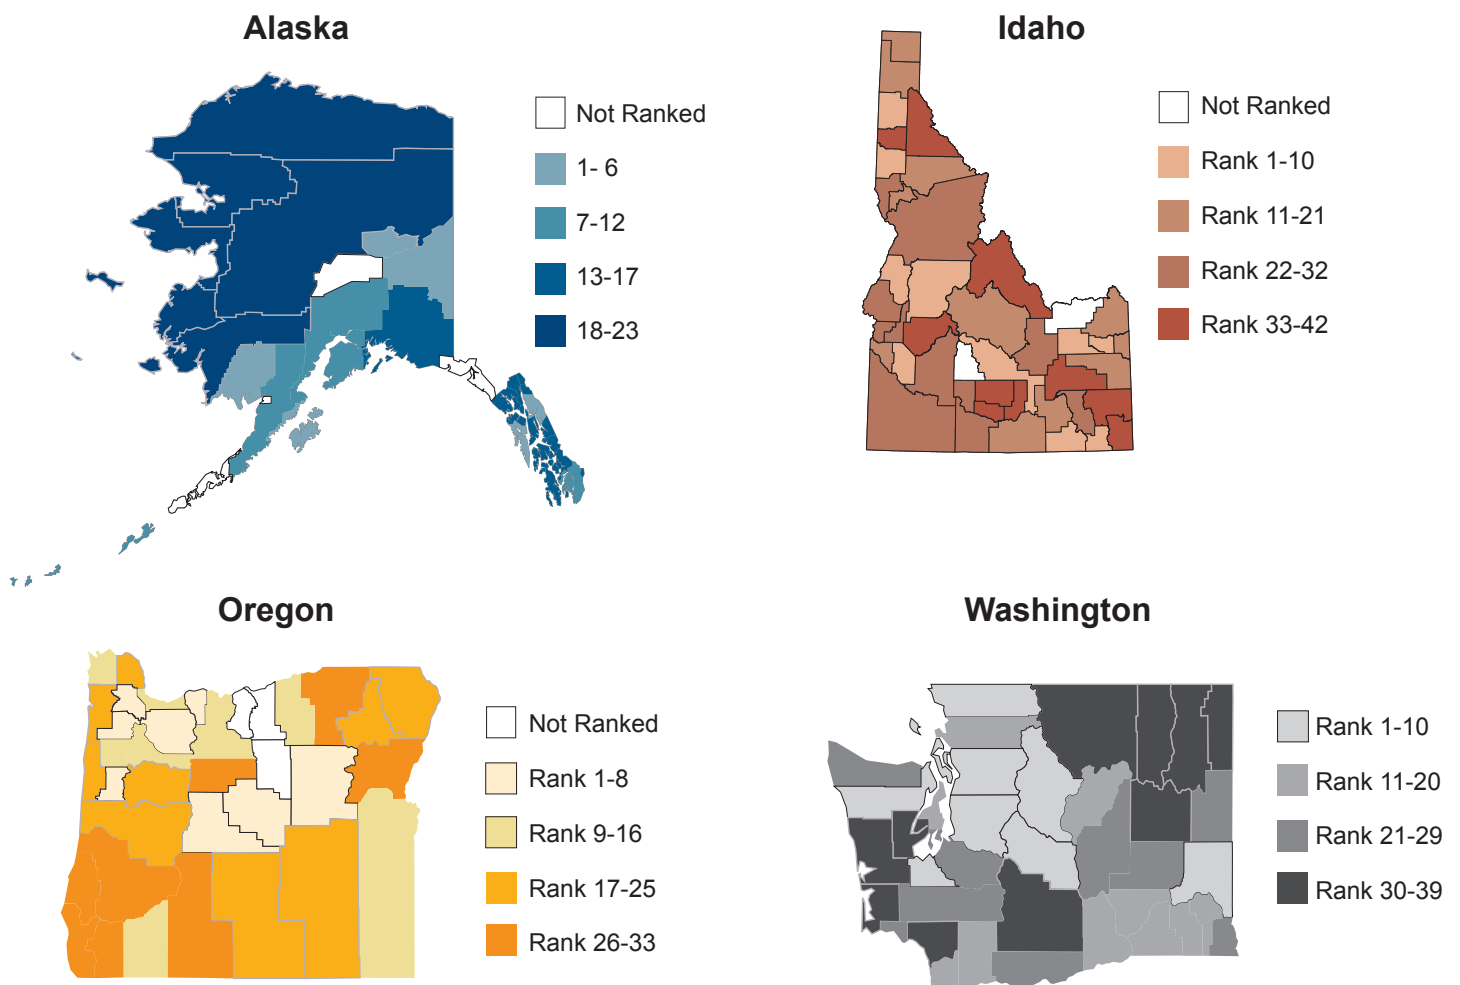 Alaska
Not Ranked
1- 6
7-12
13-17
18-23
Idaho
Not Ranked
Rank 1-10
Rank 11-21
Rank 22-32
Rank 33-42
Oregon
Not Ranked
Rank 1-8
Rank 9-16
Rank 17-25
Rank 26-33
Washington
Rank 1-10
Rank 11-20
Rank 21-29
Rank 30-39